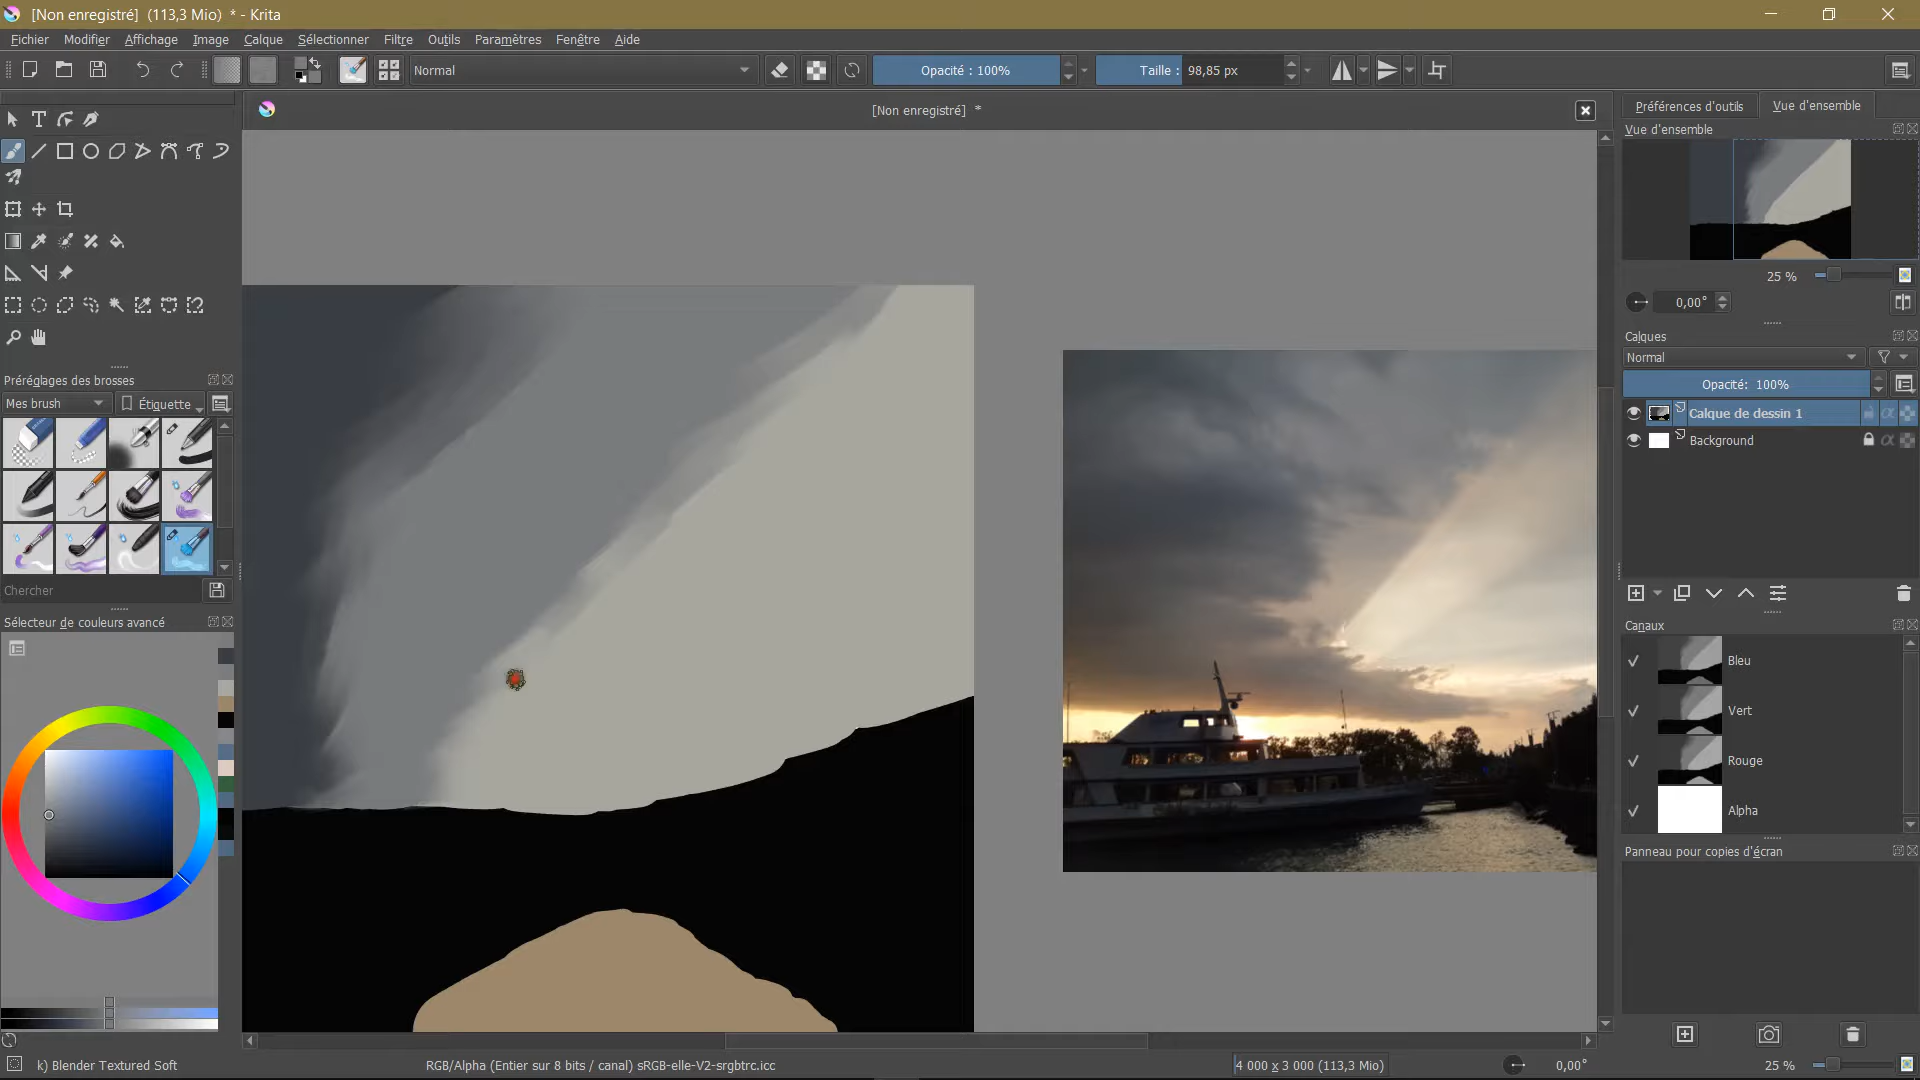 [Non enregistré]  (113,3 Mio)  * - Krita
Fichier Modifier Affichage Image Calque Sélectionner Filtre Outils Paramètres Fenêtre Aide
Normal Opacité : 100% Taille : 98,85 px
[Non enregistré]  *
Préférences d'outils Vue d'ensemble
Vue d'ensemble
25 %
0,00°
Calques
Normal
Opacité:  100%
Calque de dessin 1
Background
Préréglages des brosses
Mes brush Étiquette
Chercher
Sélecteur de couleurs avancé
Canaux
Bleu
Vert
Rouge
Alpha
Panneau pour copies d'écran
k) Blender Textured Soft RGB/Alpha (Entier sur 8 bits / canal) sRGB-elle-V2-srgbtrc.icc 4 000 x 3 000 (113,3 Mio) 0,00° 25 %